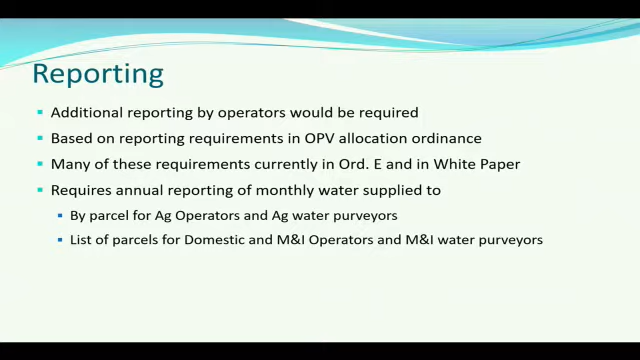 Reporting
Additional reporting by operators would be required
Based on reporting requirements in OPV allocation ordinance
Many of these requirements currently in Ord. E and in White Paper
Requires annual reporting of monthly water supplied to
By parcel for Ag Operators and Ag water purveyors
List of parcels for Domestic and M&I Operators and M&I water purveyors